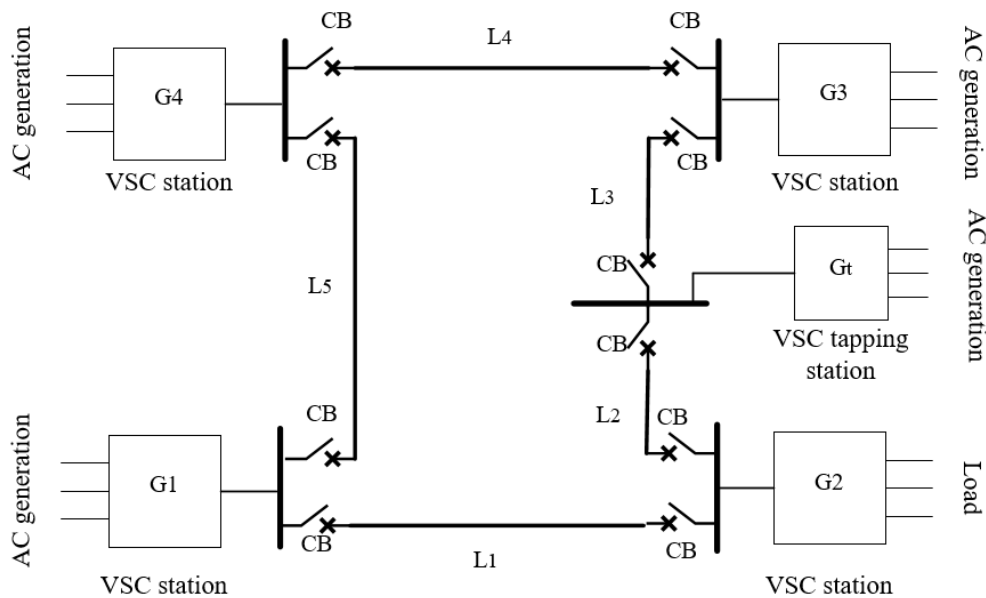 CB
L4
CB
AC generation
G4
G3
AC generation
CB
CB
VSC station
VSC station
L3
CB
Gt
AC generation
L5
CB
VSC tapping
station
CB
L2
CB
AC generation
G1
G2
Load
CB
L1
CB
VSC station
VSC station